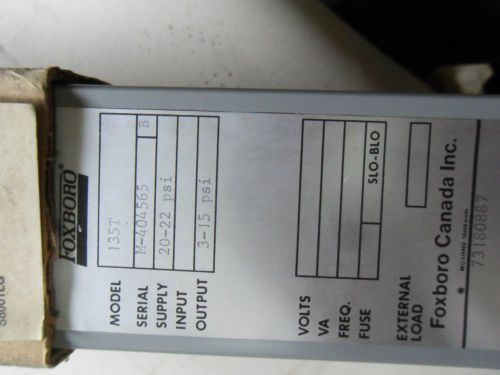 FOXBORO®
MODEL 135T
SERIAL M-404565 B
SUPPLY 20-22 psi
INPUT
OUTPUT 3-15 psi
VOLTS
VA
FREQ.
FUSE SLO-BLO
EXTERNAL
LOAD
Foxboro Canada Inc.
73180887